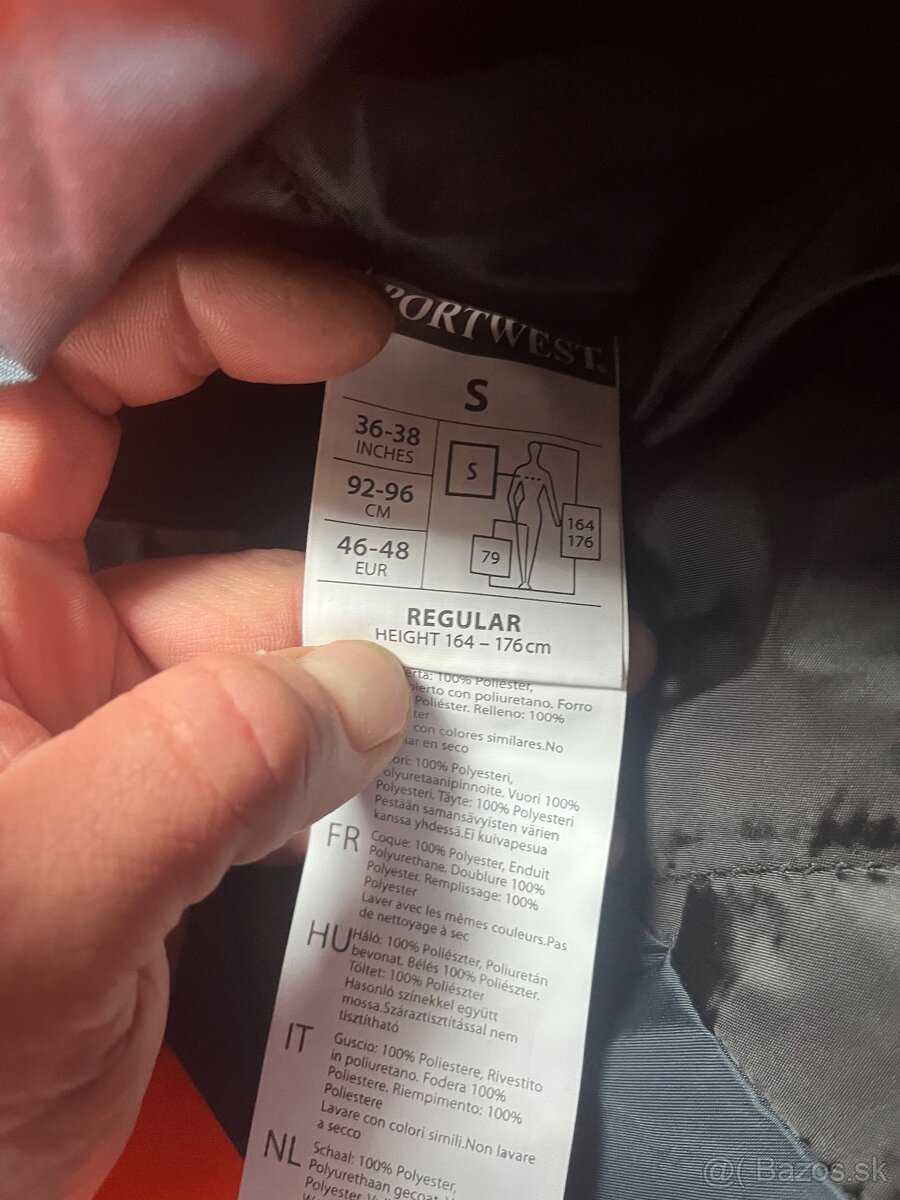 PORTWEST®
S
36-38
INCHES
92-96
CM
46-48
EUR
S
164
176
79
REGULAR
HEIGHT 164 – 176cm
100% Poliester,
con poliuretano. Forro
Poliéster. Relleno: 100%
con colores similares.No
en seco
100% Polyesteri,
Vuori 100%
Polyesteri. Täyte: 100% Polyesteri
Pestään samansävyisten värien
kanssa yhdessä.Ei kuivapesua
FR
Coque: 100% Polyester, Enduit
Polyurethane. Doublure 100%
Polyester. Remplissage: 100%
Polyester
Laver avec les mêmes couleurs.Pas
de nettoyage à sec
HU
Háló: 100% Poliészter, Poliuretán
bevonat. Bélés 100% Poliészter.
Töltet: 100% Poliészter
Hasonló színekkel együtt
mossa.Száraztisztítással nem
tisztítható
IT
Guscio: 100% Poliestere, Rivestito
in poliuretano. Fodera 100%
Poliestere. Riempimento: 100%
Poliestere
Lavare con colori simili.Non lavare
a secco
NL
Schaal: 100% Polyester,
Polyurethaan gecoat.
Polyester.
Bazos.sk